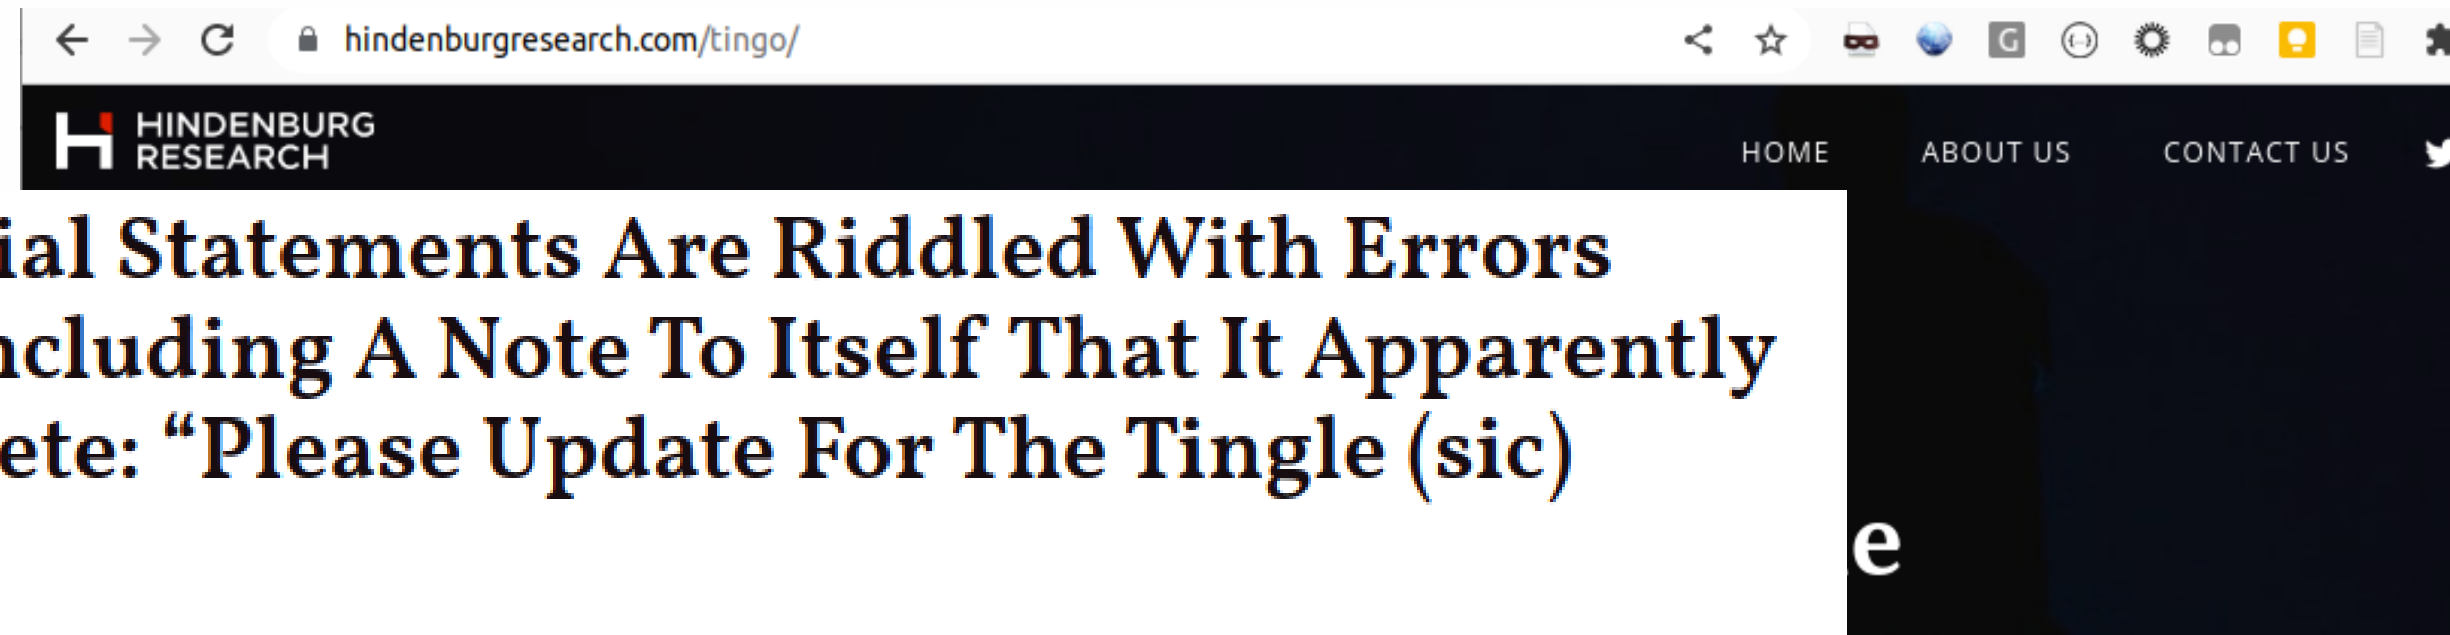 hindenburgresearch.com/tingo/
G
HINDENBURG
RESEARCH
HOME ABOUT US CONTACT US
ial Statements Are Riddled With Errors
ncluding A Note To Itself That It Apparently
ete: “Please Update For The Tingle (sic)
e